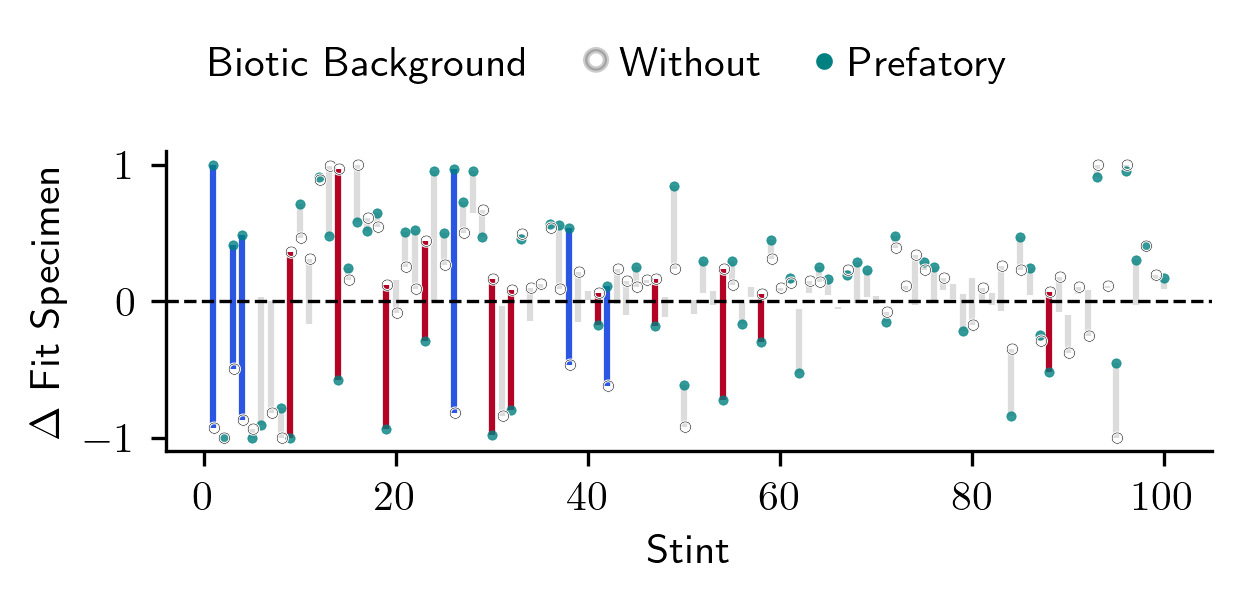 Biotic Background Without Prefatory
1
0
−1
Δ Fit Specimen
0 20 40 60 80 100
Stint